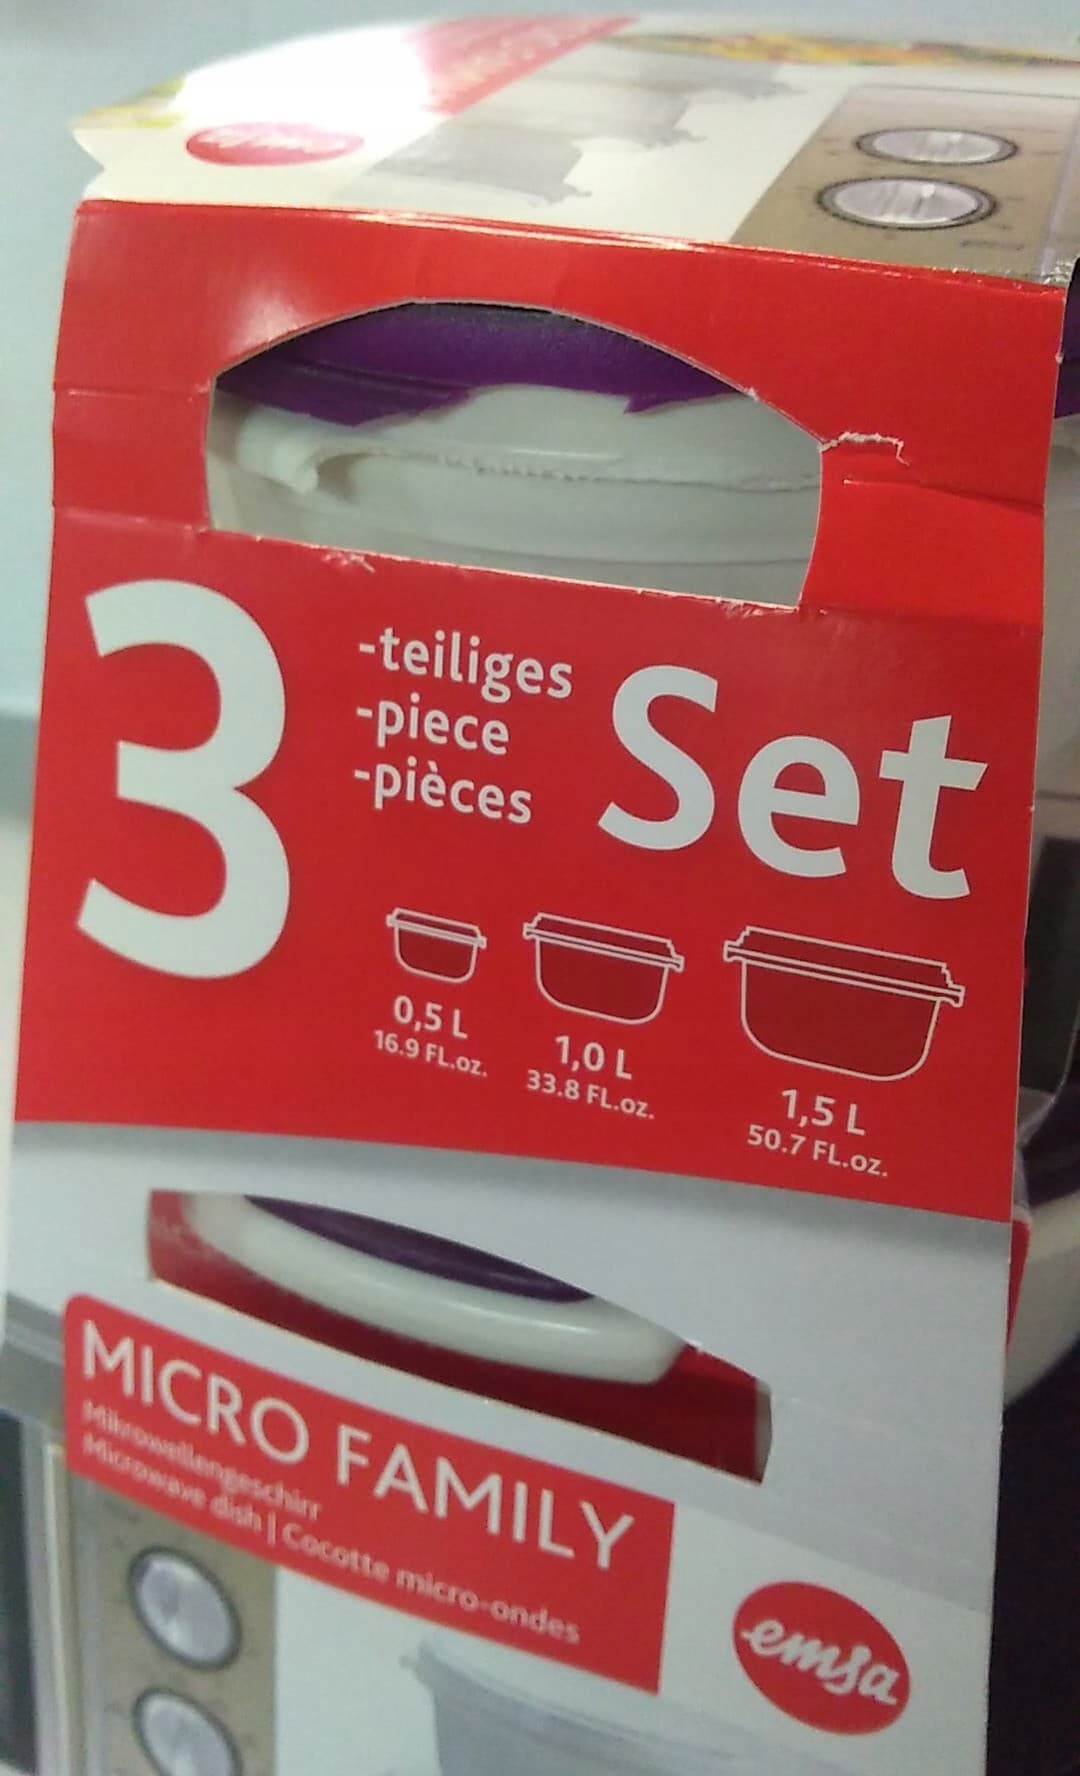 3
-teiliges
-piece
-pièces
Set
0,5 L
16.9 FL.oz.
1,0 L
33.8 FL.oz.
1,5 L
50.7 FL.oz.
MICRO FAMILY
Mikrowellengeschirr
Microwave dish | Cocotte micro-ondes
emsa